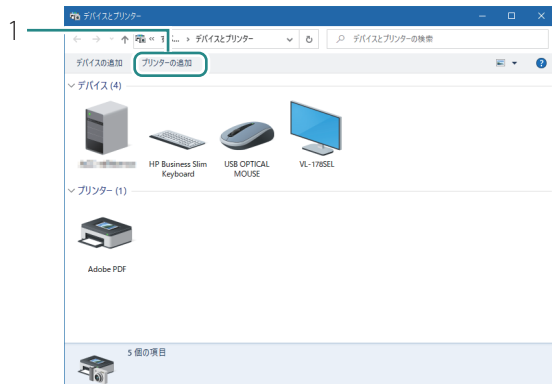 デバイスとプリンター
1
« す :... › デバイスとプリンター
デバイスとプリンターの検索
デバイスの追加
プリンターの追加
デバイス (4)
HP Business Slim
Keyboard
USB OPTICAL
MOUSE
VL-178SEL
プリンター (1)
Adobe PDF
5 個の項目